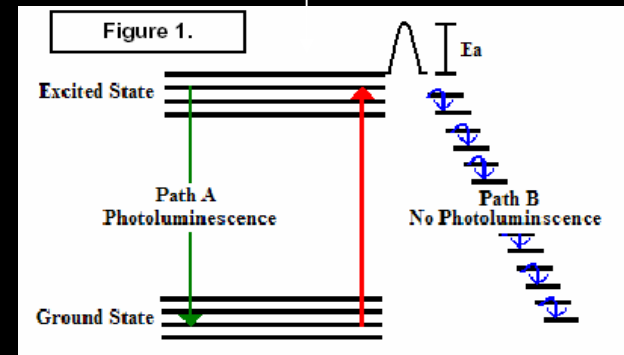 Figure 1.
Ea
Excited State
Path A
Photoluminescence
Path B
No Photoluminscence
Ground State